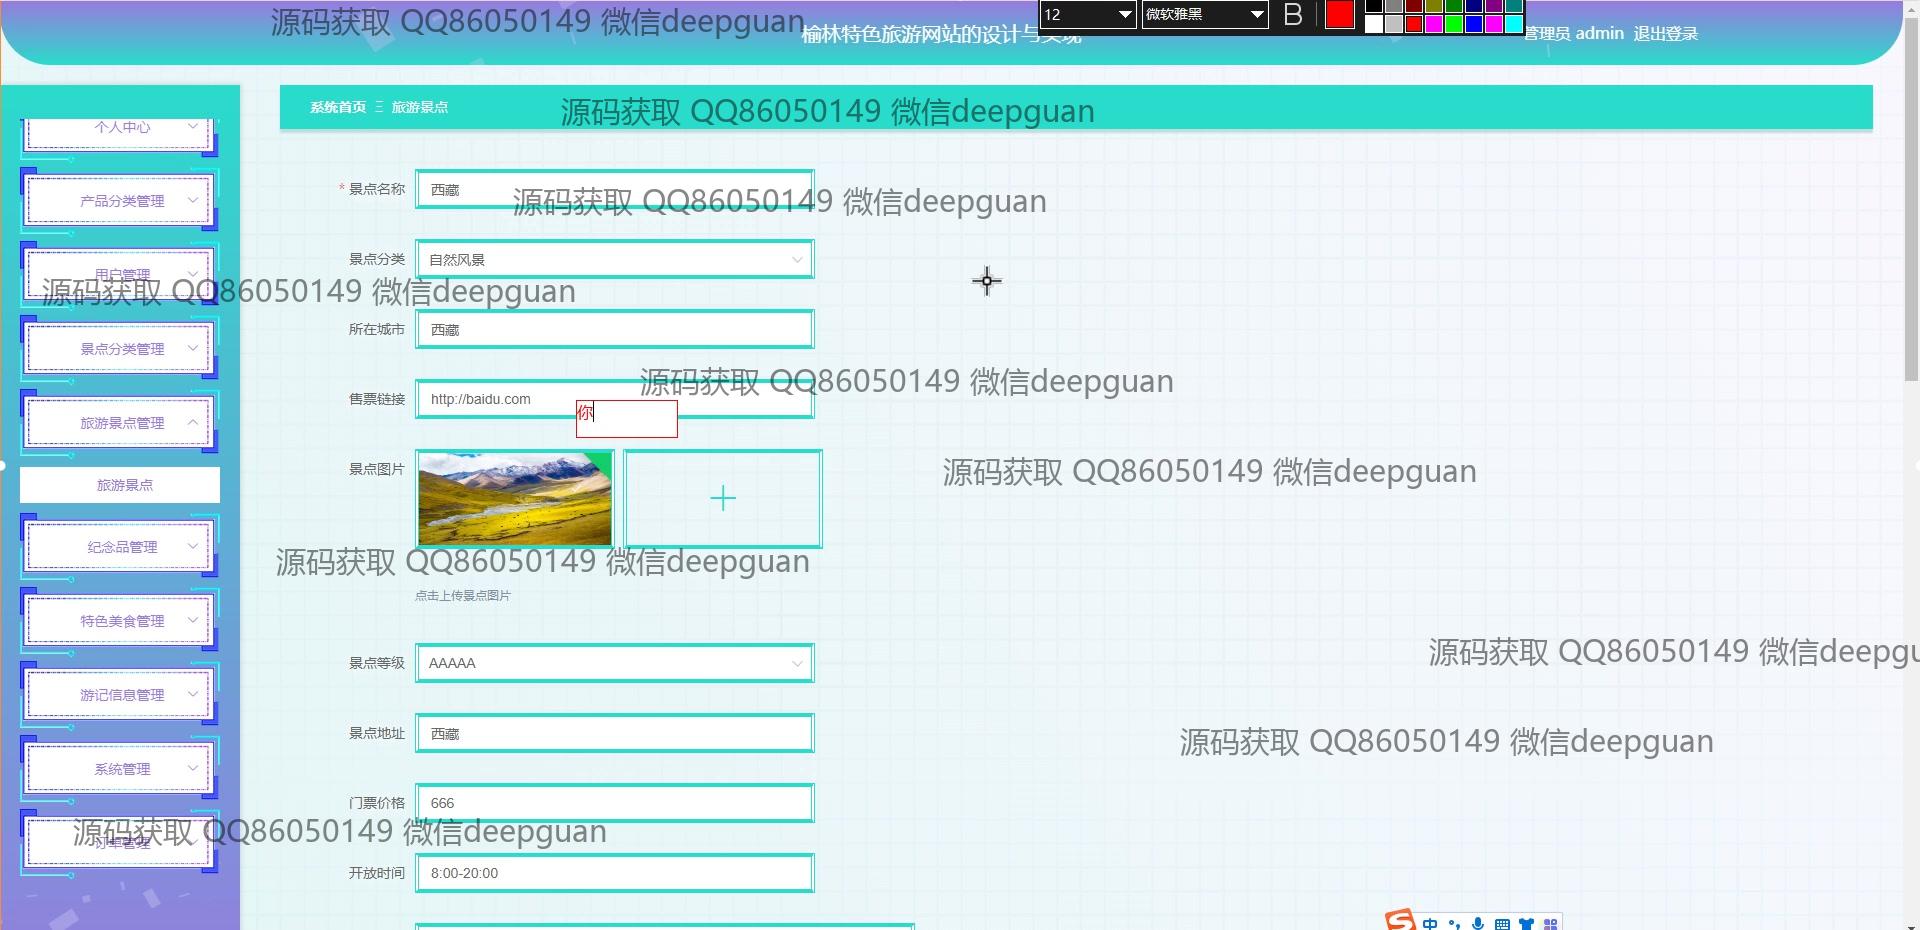 源码获取 QQ86050149 微信deepguan
榆林特色旅游网站的设计与实现
12
微软雅黑
B
管理员 admin 退出登录
系统首页 旅游景点
源码获取 QQ86050149 微信deepguan
个人中心
产品分类管理
用户管理
景点分类管理
旅游景点管理
旅游景点
纪念品管理
特色美食管理
游记信息管理
系统管理
订单管理
* 景点名称
西藏
源码获取 QQ86050149 微信deepguan
景点分类
自然风景
源码获取 QQ86050149 微信deepguan
所在城市
西藏
源码获取 QQ86050149 微信deepguan
售票链接
http://baidu.com
你
景点图片
源码获取 QQ86050149 微信deepguan
源码获取 QQ86050149 微信deepguan
点击上传景点图片
源码获取 QQ86050149 微信deepgu
景点等级
AAAAA
景点地址
西藏
源码获取 QQ86050149 微信deepguan
门票价格
666
源码获取 QQ86050149 微信deepguan
开放时间
8:00-20:00
中